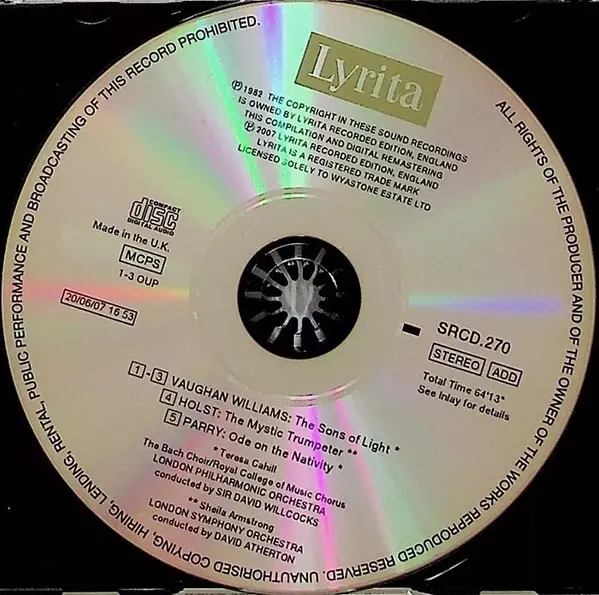 Lyrita
Ⓟ 1982 THE COPYRIGHT IN THESE SOUND RECORDINGS
IS OWNED BY LYRITA RECORDED EDITION, ENGLAND
THIS COMPILATION AND DIGITAL REMASTERING
Ⓟ 2007 LYRITA RECORDED EDITION, ENGLAND
LYRITA IS A REGISTERED TRADE MARK
LICENSED SOLELY TO WYASTONE ESTATE LTD
COMPACT
disc
DIGITAL AUDIO
Made in the U.K.
MCPS
1-3 OUP
20/06/07 16 53
SRCD.270
STEREO ADD
Total Time 64'13"
See Inlay for details
1 - 3 VAUGHAN WILLIAMS: The Sons of Light *
4 HOLST: The Mystic Trumpeter **
5 PARRY: Ode on the Nativity *
* Teresa Cahill
The Bach Choir/Royal College of Music Chorus
LONDON PHILHARMONIC ORCHESTRA
conducted by SIR DAVID WILLCOCKS
** Sheila Armstrong
LONDON SYMPHONY ORCHESTRA
conducted by DAVID ATHERTON
ALL RIGHTS OF THE PRODUCER AND OF THE OWNER OF THE WORKS REPRODUCED RESERVED. UNAUTHORISED COPYING, HIRING, LENDING, RENTAL, PUBLIC PERFORMANCE AND BROADCASTING OF THIS RECORD PROHIBITED.